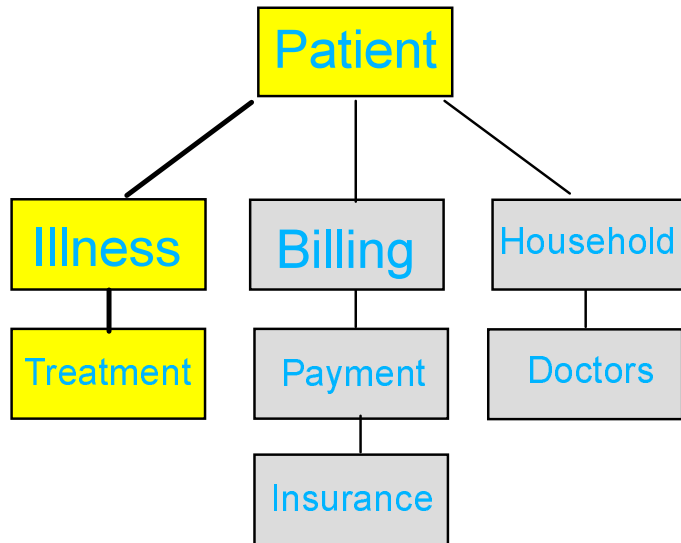 Patient
Illness
Billing
Household
Treatment
Payment
Doctors
Insurance